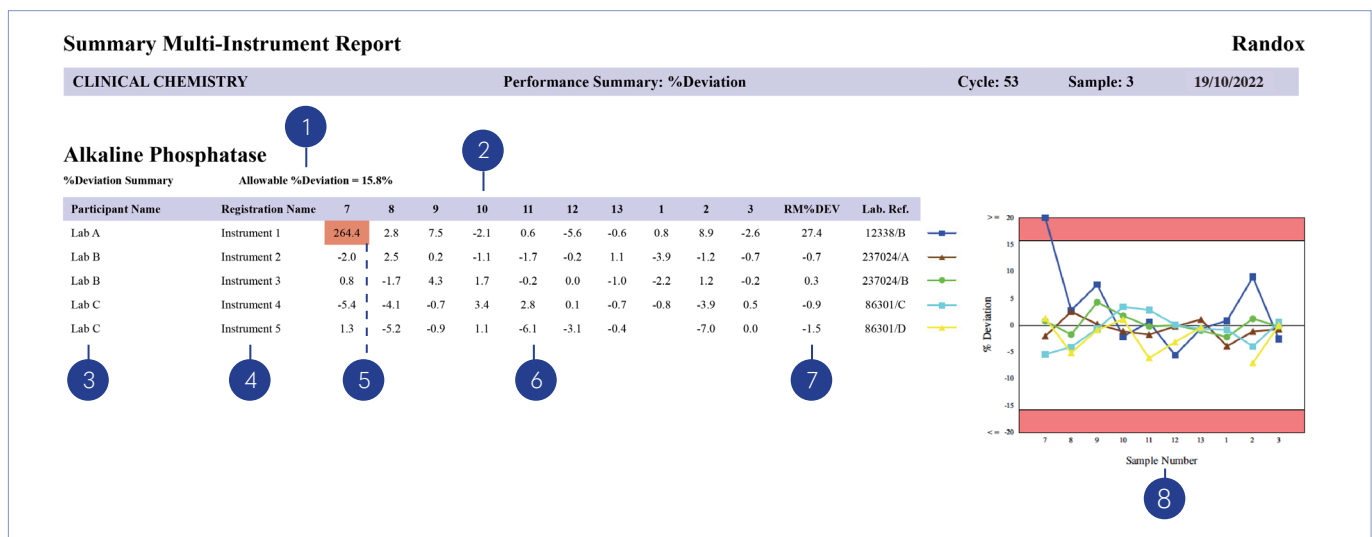 Summary Multi-Instrument Report Randox
CLINICAL CHEMISTRY Performance Summary: %Deviation Cycle: 53 Sample: 3 19/10/2022
1
2
Alkaline Phosphatase
%Deviation Summary Allowable %Deviation = 15.8%
Participant Name Registration Name 7 8 9 10 11 12 13 1 2 3 RM%DEV Lab. Ref.
Lab A Instrument 1 264.4 2.8 7.5 -2.1 0.6 -5.6 -0.6 0.8 8.9 -2.6 27.4 12338/B
Lab B Instrument 2 -2.0 2.5 0.2 -1.1 -1.7 -0.2 1.1 -3.9 -1.2 -0.7 -0.7 237024/A
Lab B Instrument 3 0.8 -1.7 4.3 1.7 -0.2 0.0 -1.0 -2.2 1.2 -0.2 0.3 237024/B
Lab C Instrument 4 -5.4 -4.1 -0.7 3.4 2.8 0.1 -0.7 -0.8 -3.9 0.5 -0.9 86301/C
Lab C Instrument 5 1.3 -5.2 -0.9 1.1 -6.1 -3.1 -0.4 -7.0 0.0 -1.5 86301/D
3 4 5 6 7
>= 20
15
10
5
0
-5
-10
-15
<= -20
% Deviation
7 8 9 10 11 12 13 1 2 3
Sample Number
8